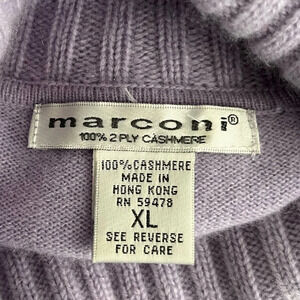 marconi®
100% 2 PLY CASHMERE
100% CASHMERE
MADE IN
HONG KONG
RN 59478
XL
SEE REVERSE
FOR CARE